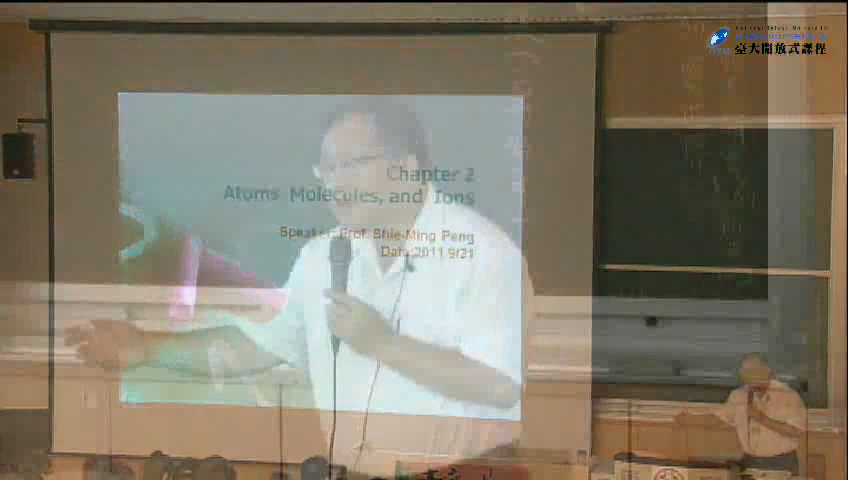 臺大開放式課程
Chapter 2
Atoms Molecules, and Ions
Speaker: Prof. Shie-Ming Peng
Date:2011 9/21